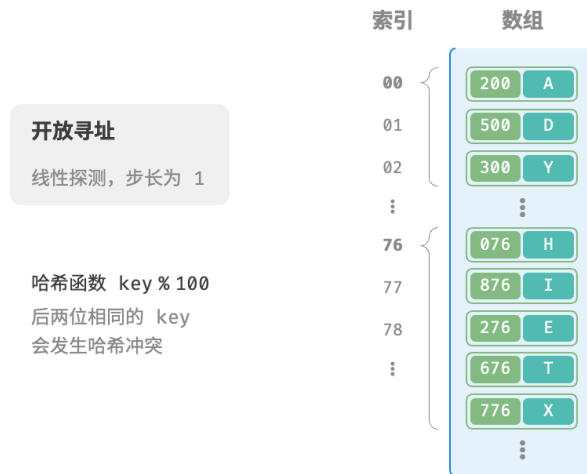 索引 数组
00 200 A
开放寻址
01 500 D
线性探测，步长为 1
02 300 Y
76 076 H
哈希函数 key % 100
77 876 I
后两位相同的 key
78 276 E
会发生哈希冲突
676 T
776 X